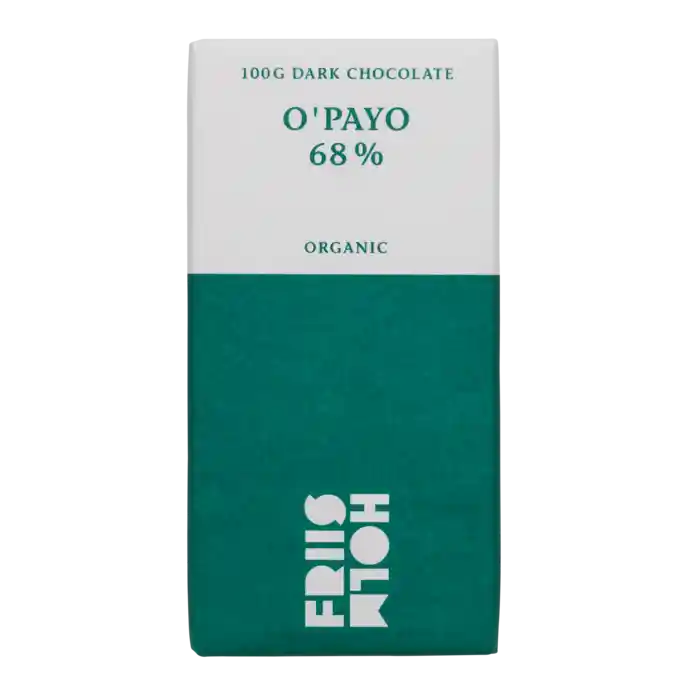 100G DARK CHOCOLATE
O'PAYO
68%
ORGANIC
FRIIS
HOLM